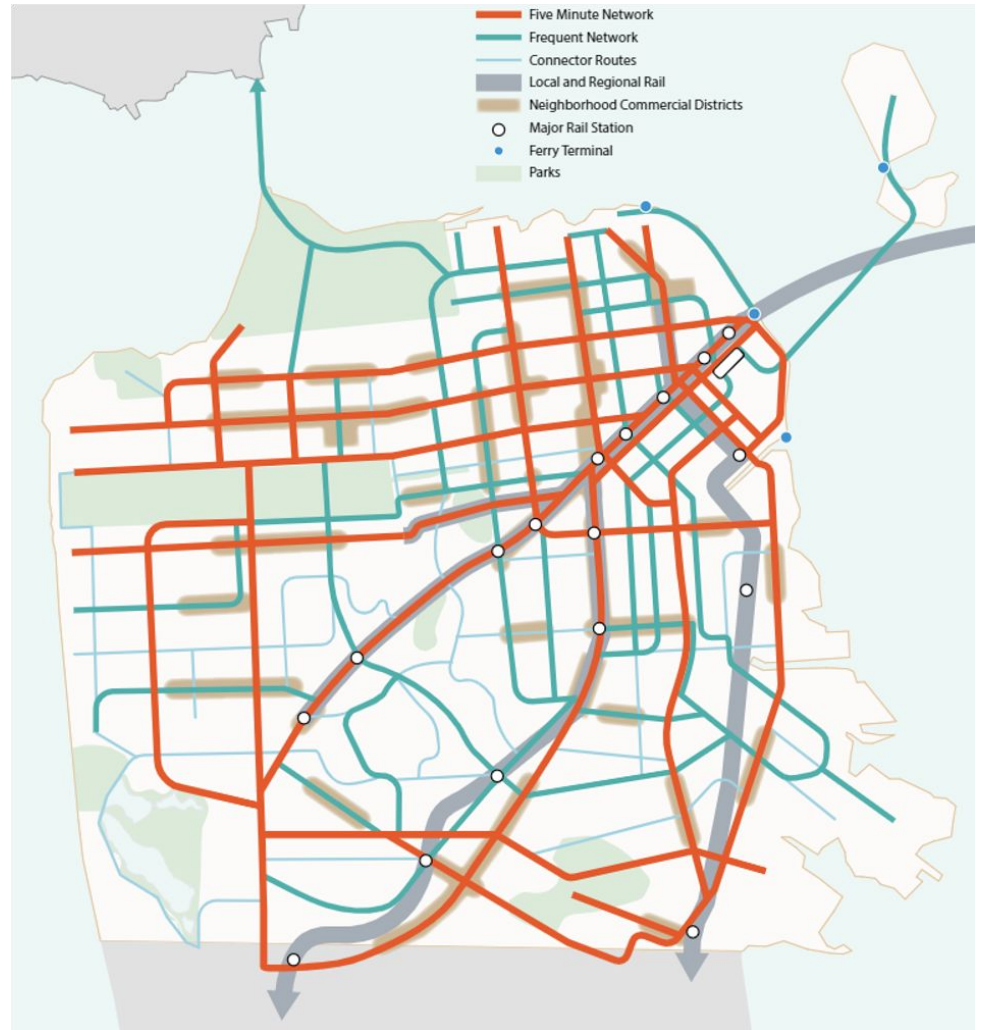 Five Minute Network
Frequent Network
Connector Routes
Local and Regional Rail
Neighborhood Commercial Districts
Major Rail Station
Ferry Terminal
Parks